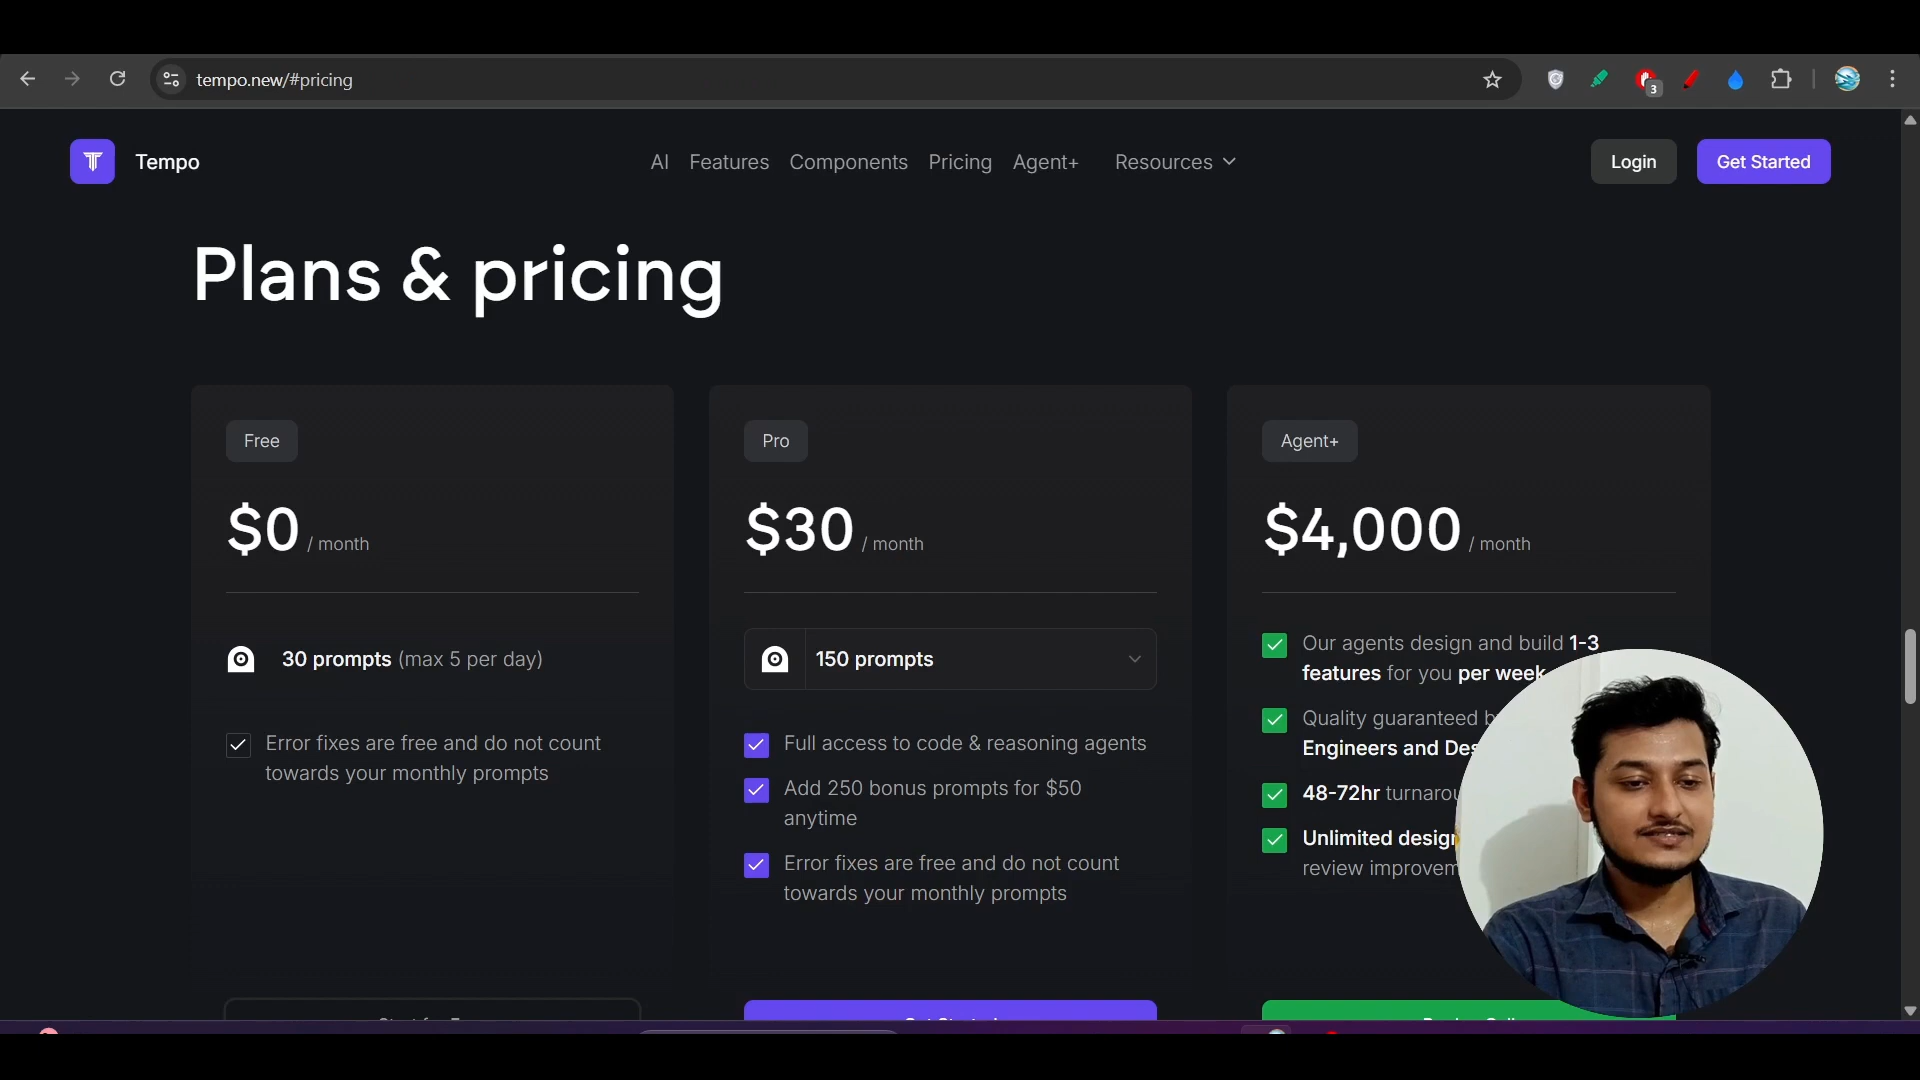 tempo.new/#pricing
3
Tempo
AI Features Components Pricing Agent+ Resources
Login
Get Started
Plans & pricing
Free
$0 / month
30 prompts (max 5 per day)
Error fixes are free and do not count
towards your monthly prompts
Pro
$30 / month
150 prompts
Full access to code & reasoning agents
Add 250 bonus prompts for $50
anytime
Error fixes are free and do not count
towards your monthly prompts
Agent+
$4,000 / month
Our agents design and build 1-3
features for you per week
Quality guaranteed
Engineers and
48-72hr
Unlimited
review